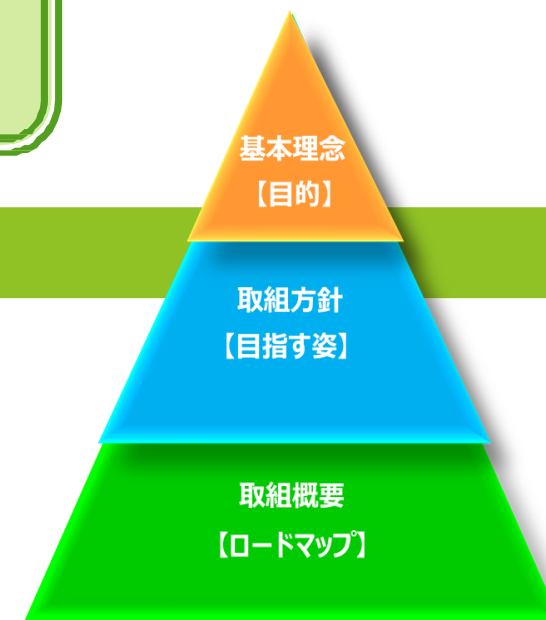 基本理念
【目的】
取組方針
【目指す姿】
取組概要
【ロードマップ】